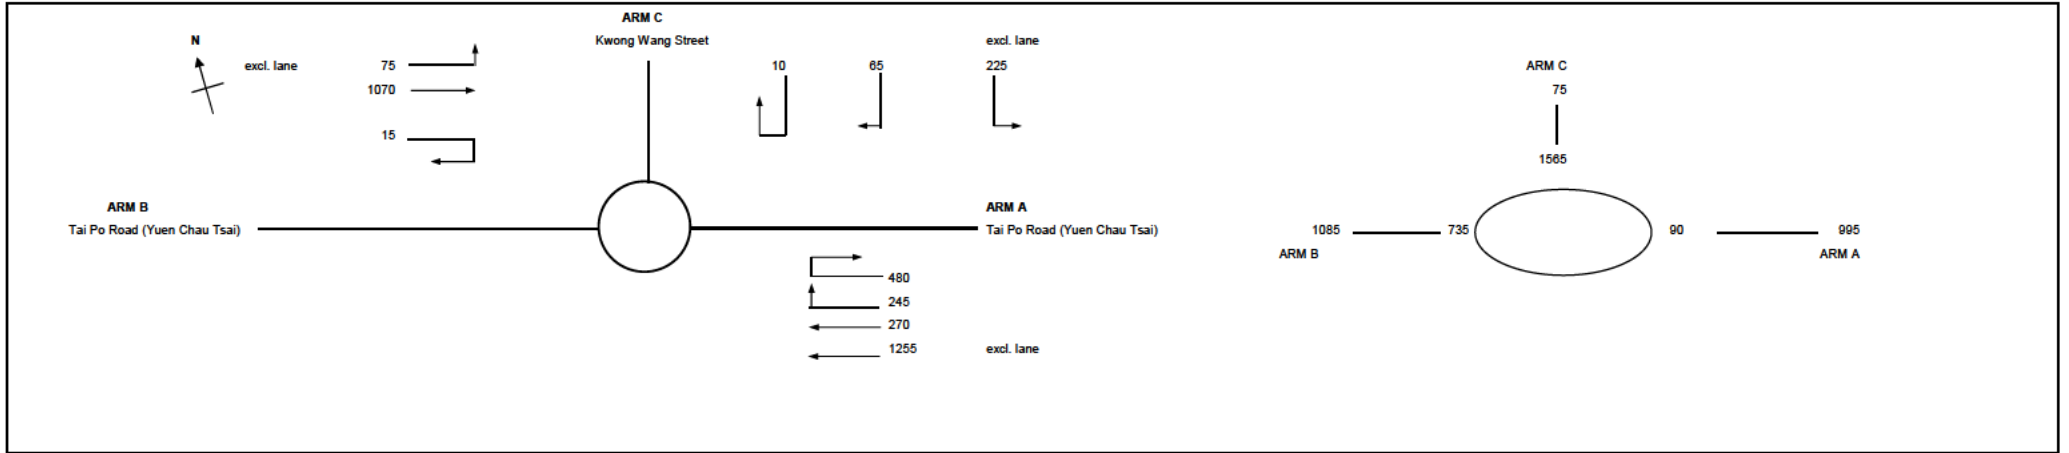 ARM C
N
Kwong Wang Street
excl. lane
excl. lane 75
10 65 225
ARM C
1070
75
15
1565
ARM B
ARM A
Tai Po Road (Yuen Chau Tsai)
Tai Po Road (Yuen Chau Tsai)
1085 735 90 995
ARM B ARM A
480
245
270
1255 excl. lane